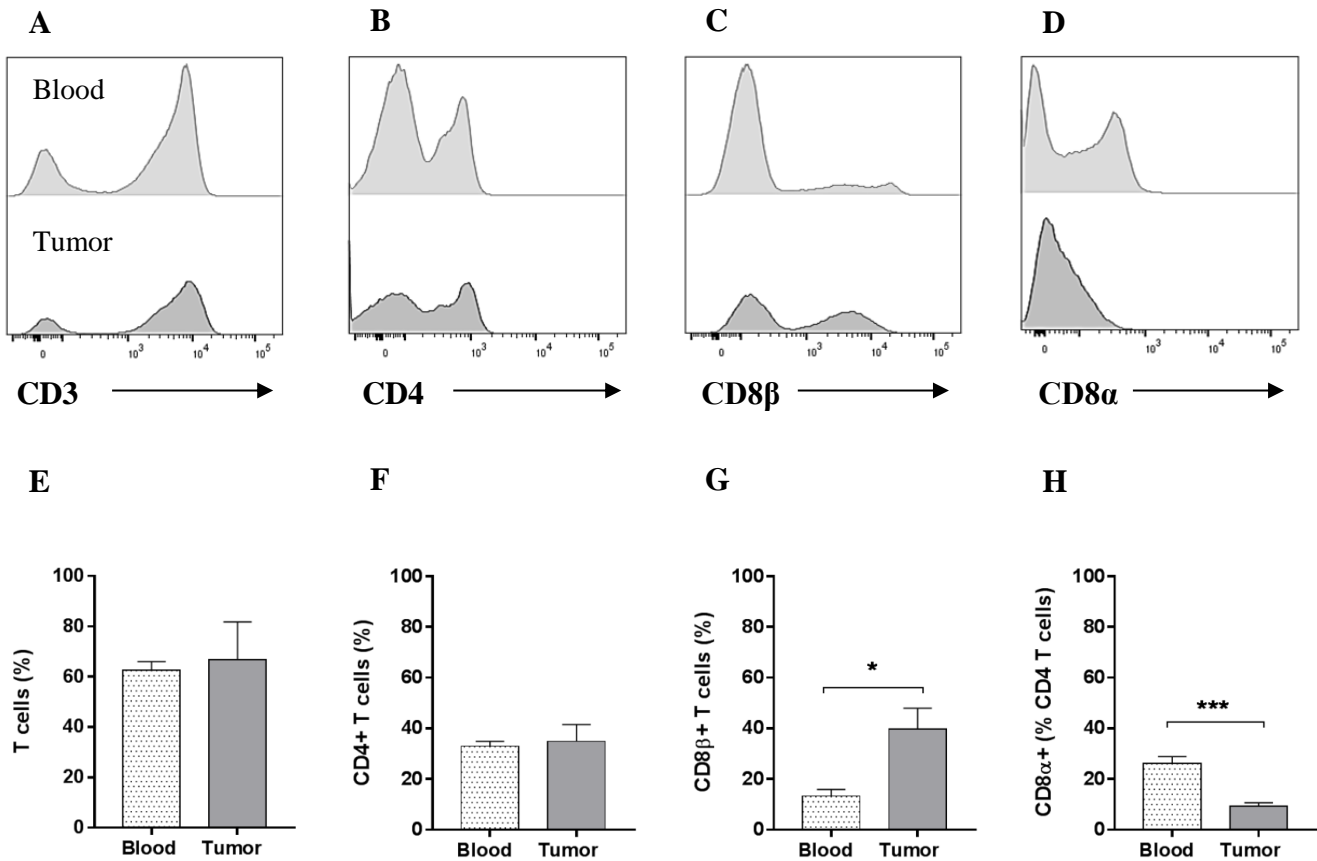 A B C D
Blood
Tumor
0 10³ 10⁴ 10⁵ 0 10³ 10⁴ 10⁵ 0 10³ 10⁴ 10⁵ 0 10³ 10⁴ 10⁵
CD3 CD4 CD8β CD8α
E F G H
T cells (%)
100
80
60
40
20
0
Blood Tumor
CD4+ T cells (%)
100
80
60
40
20
0
Blood Tumor
CD8β+ T cells (%)
100
80
60
40
20
0
*
Blood Tumor
CD8α+ (% CD4 T cells)
100
80
60
40
20
0
***
Blood Tumor